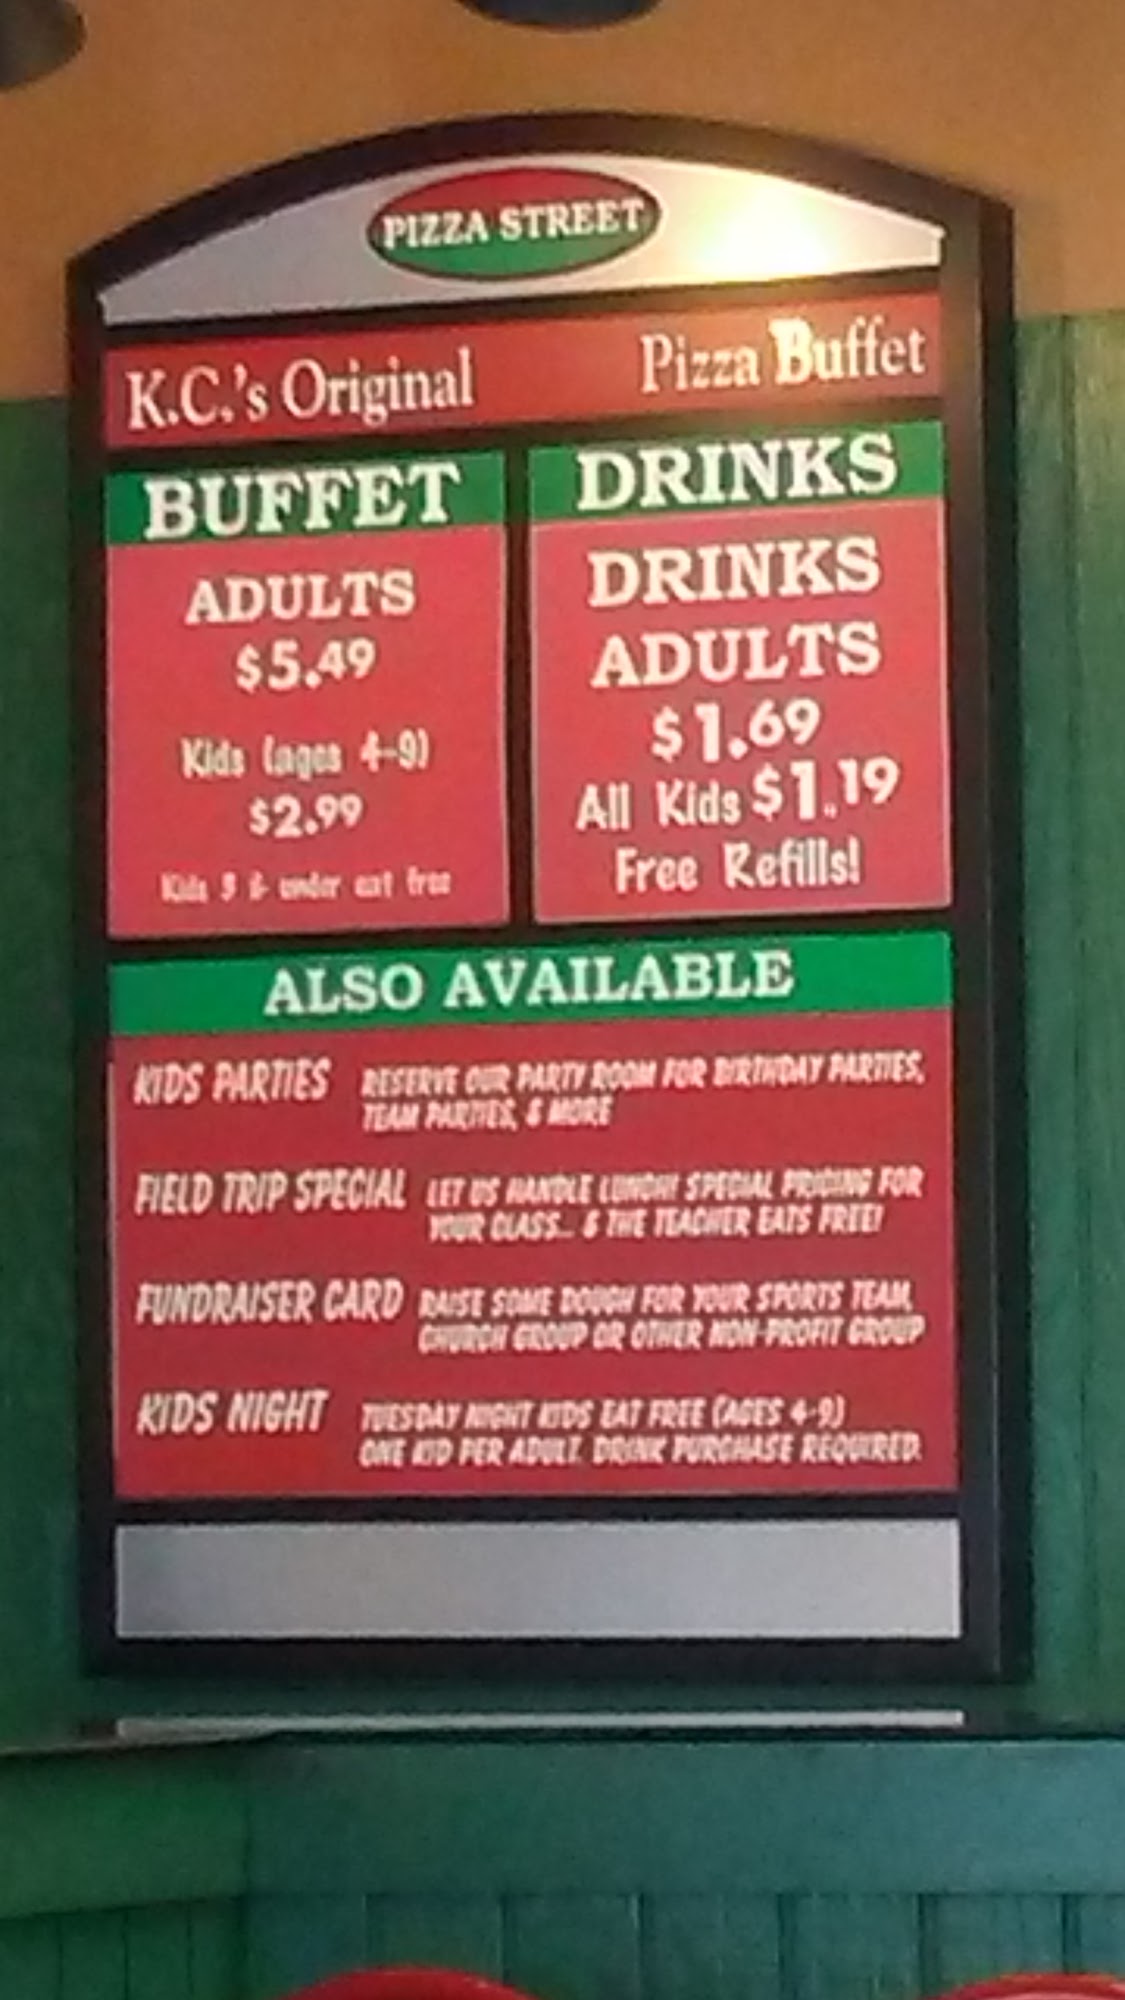 PIZZA STREET
K.C.'s Original Pizza Buffet
BUFFET
ADULTS
$5.49
Kids (ages 4-9)
$2.99
Kids 3 & under eat free
DRINKS
DRINKS
ADULTS
$1.69
All Kids $1.19
Free Refills!
ALSO AVAILABLE
KIDS PARTIES RESERVE OUR PARTY ROOM FOR BIRTHDAY PARTIES,
TEAM PARTIES, & MORE
FIELD TRIP SPECIAL LET US HANDLE LUNCH! SPECIAL PRICING FOR
YOUR CLASS... & THE TEACHER EATS FREE!
FUNDRAISER CARD RAISE SOME DOUGH FOR YOUR SPORTS TEAM,
CHURCH GROUP OR OTHER NON-PROFIT GROUP
KIDS NIGHT TUESDAY NIGHT KIDS EAT FREE (AGES 4-9)
ONE KID PER ADULT. DRINK PURCHASE REQUIRED.